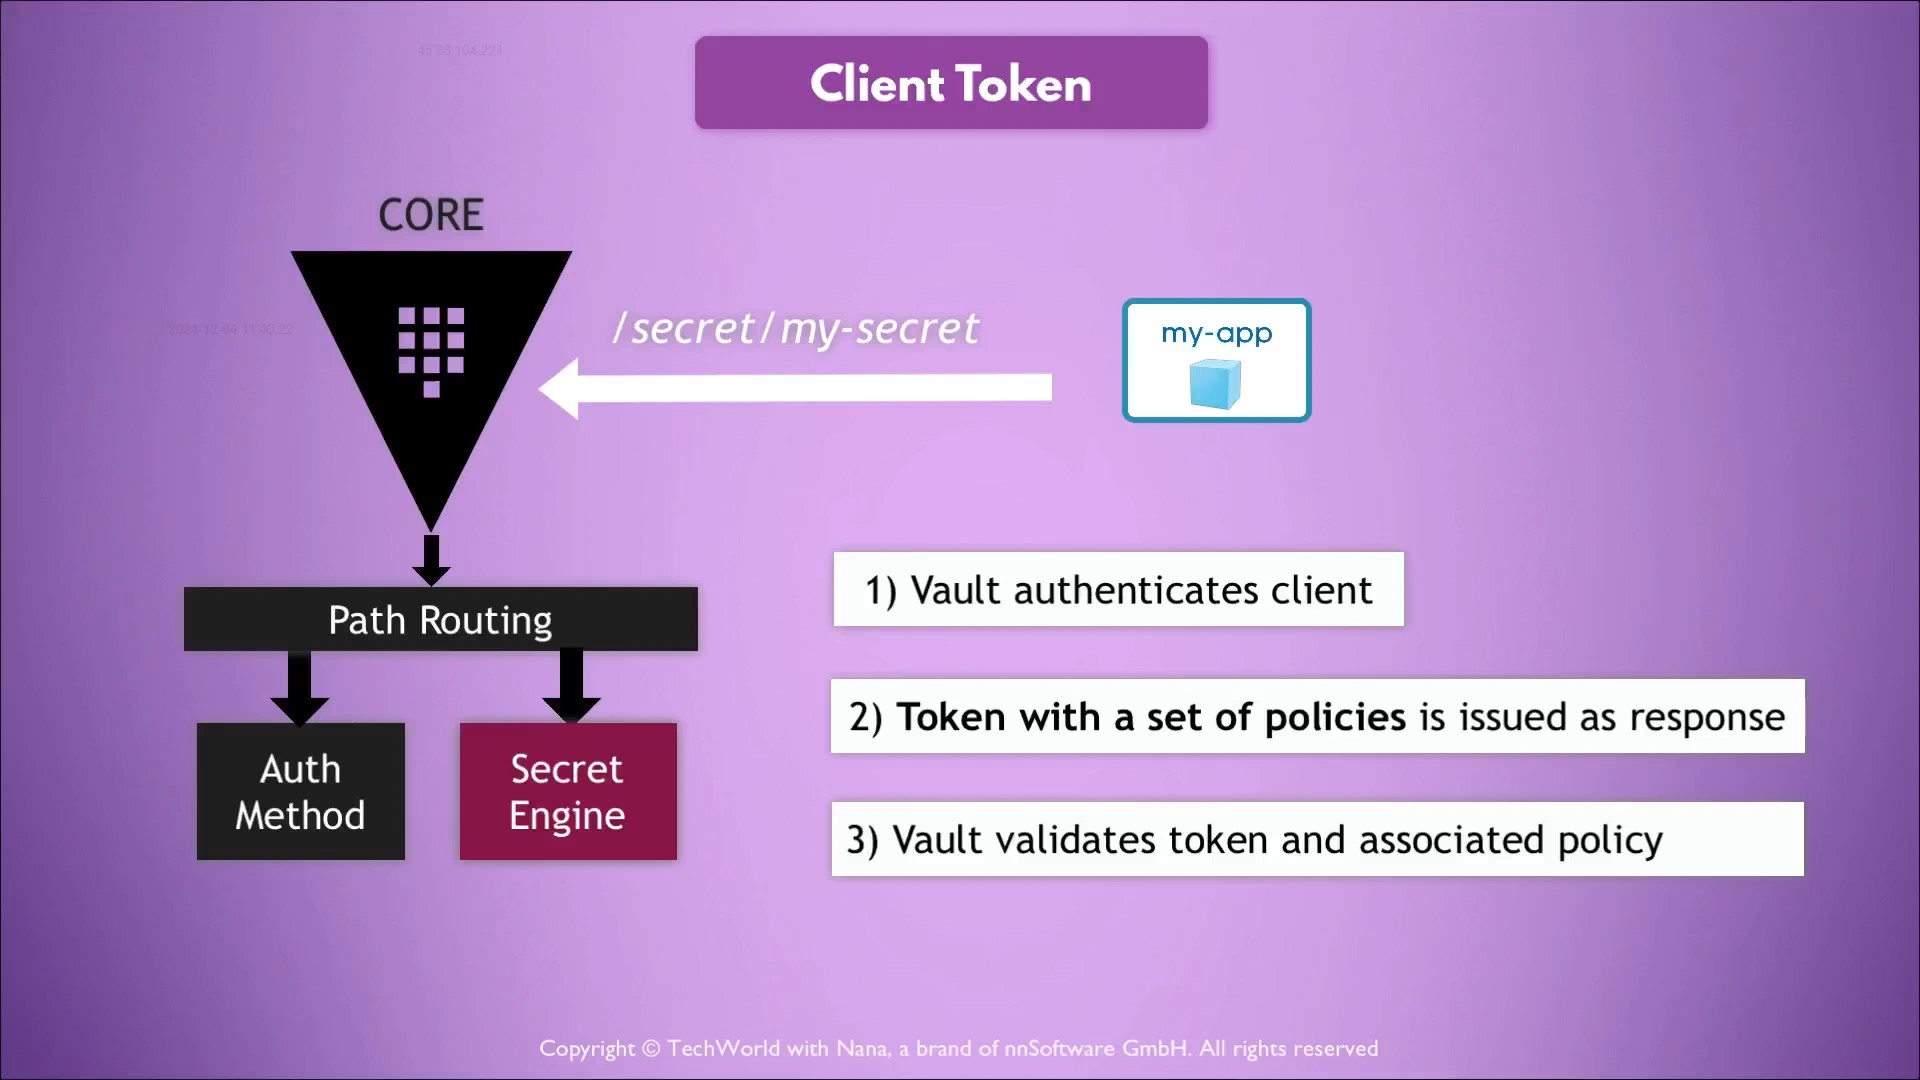 45.88.104.224
Client Token
CORE
/secret/my-secret
my-app
2024-12-04 11:40:22
1) Vault authenticates client
Path Routing
2) Token with a set of policies is issued as response
Auth
Method
Secret
Engine
3) Vault validates token and associated policy
Copyright © TechWorld with Nana, a brand of nnSoftware GmbH. All rights reserved